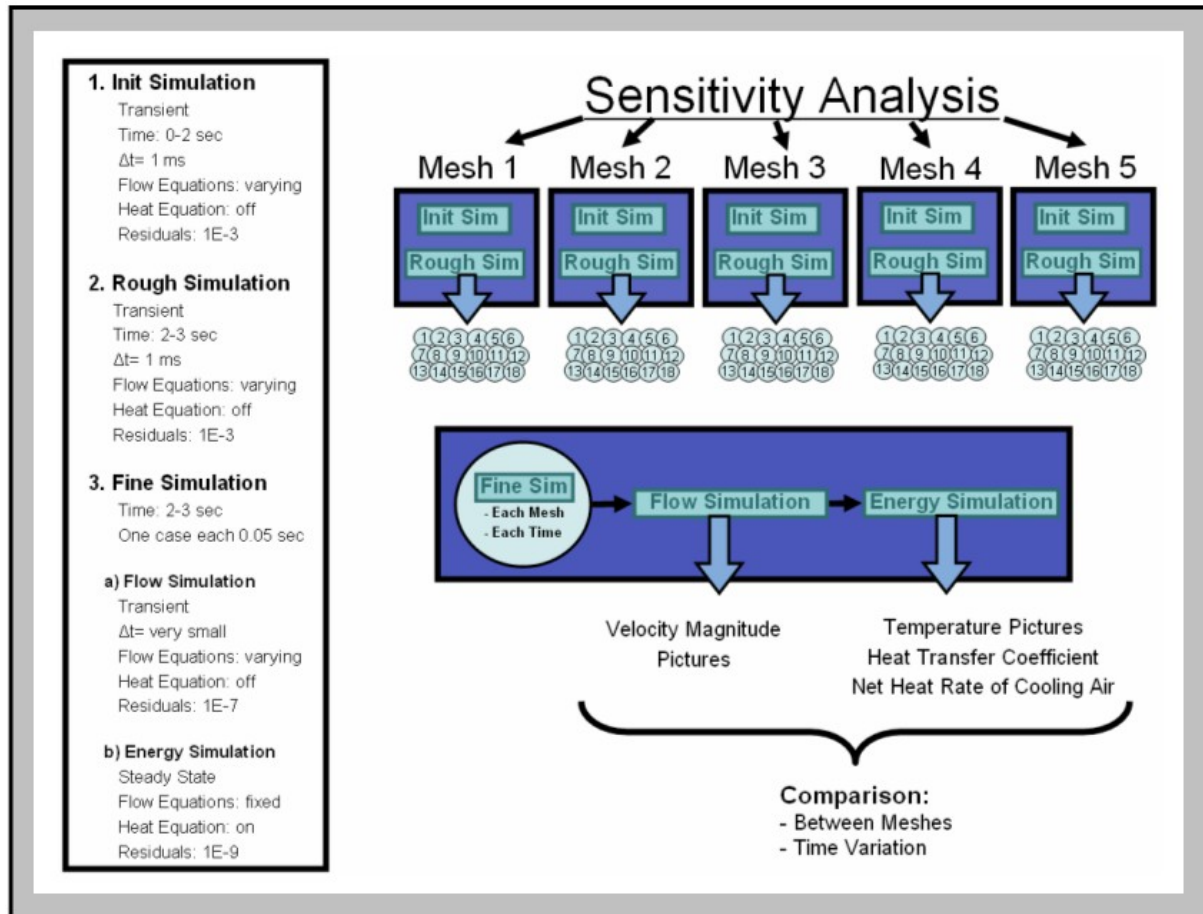 1. Init Simulation
Transient
Time: 0-2 sec
Δt= 1 ms
Flow Equations: varying
Heat Equation: off
Residuals: 1E-3
2. Rough Simulation
Transient
Time: 2-3 sec
Δt= 1 ms
Flow Equations: varying
Heat Equation: off
Residuals: 1E-3
3. Fine Simulation
Time: 2-3 sec
One case each 0.05 sec
a) Flow Simulation
Transient
Δt= very small
Flow Equations: varying
Heat Equation: off
Residuals: 1E-7
b) Energy Simulation
Steady State
Flow Equations: fixed
Heat Equation: on
Residuals: 1E-9
Sensitivity Analysis
Mesh 1 Mesh 2 Mesh 3 Mesh 4 Mesh 5
Init Sim Init Sim Init Sim Init Sim Init Sim
Rough Sim Rough Sim Rough Sim Rough Sim Rough Sim
1 2 3 4 5 6 1 2 3 4 5 6 1 2 3 4 5 6 1 2 3 4 5 6 1 2 3 4 5 6
7 8 9 10 11 12 7 8 9 10 11 12 7 8 9 10 11 12 7 8 9 10 11 12 7 8 9 10 11 12
13 14 15 16 17 18 13 14 15 16 17 18 13 14 15 16 17 18 13 14 15 16 17 18 13 14 15 16 17 18
Fine Sim
- Each Mesh
- Each Time
Flow Simulation
Energy Simulation
Velocity Magnitude
Pictures
Temperature Pictures
Heat Transfer Coefficient
Net Heat Rate of Cooling Air
Comparison:
- Between Meshes
- Time Variation